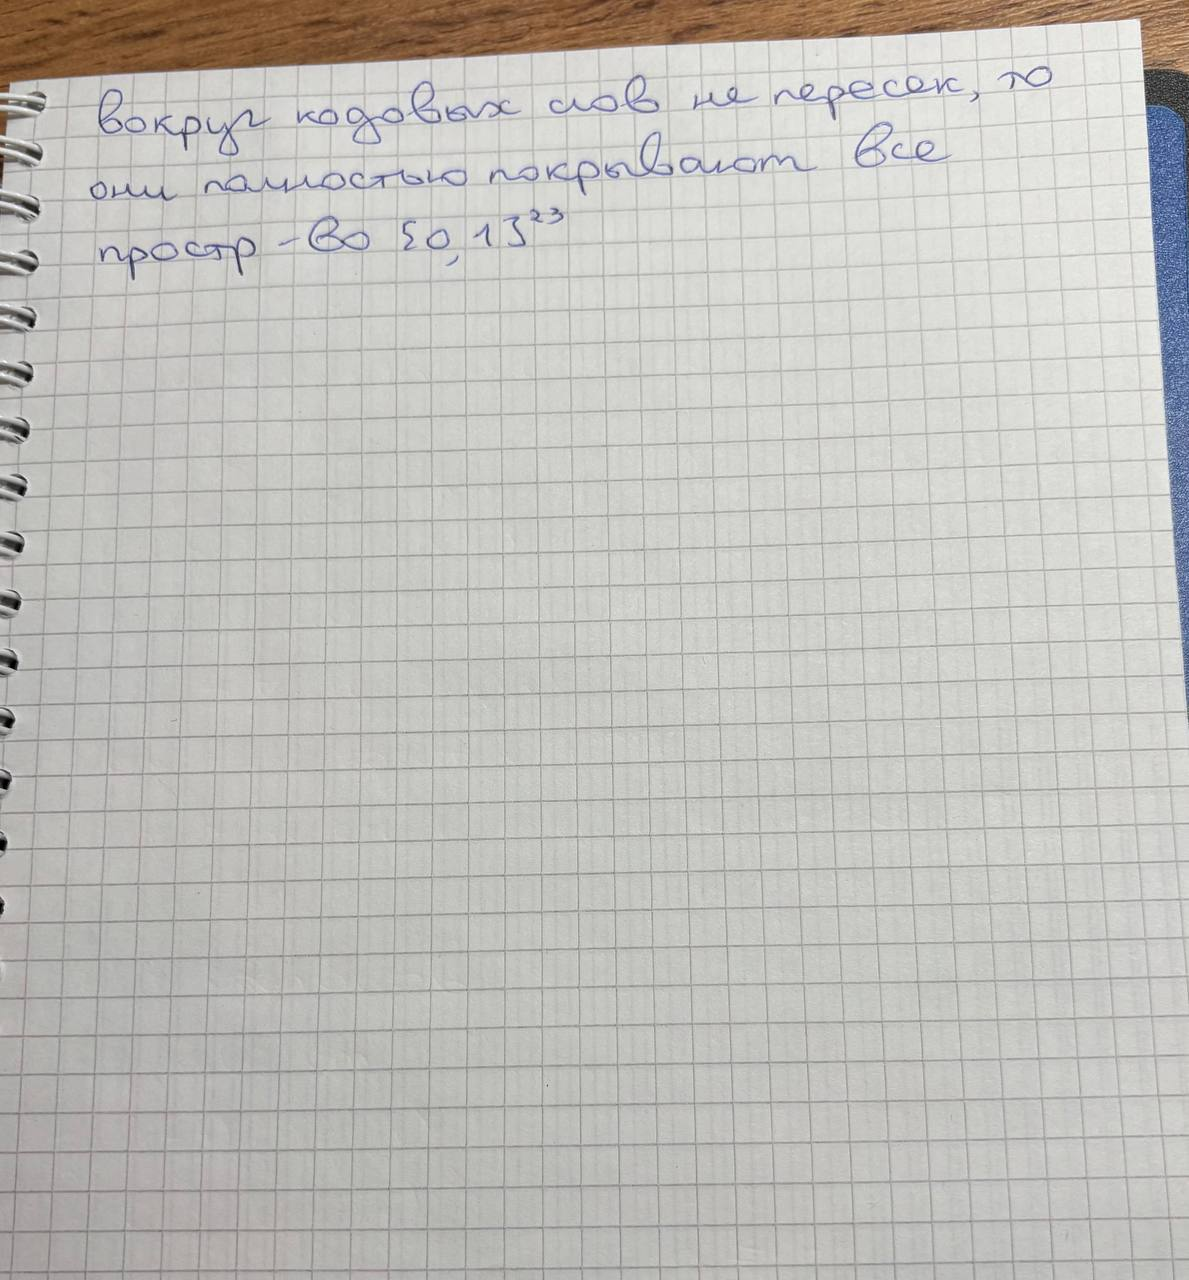 вокруг кодовых слов не пересек, то
они полностью покрывают все
простр-во {0,1}²³